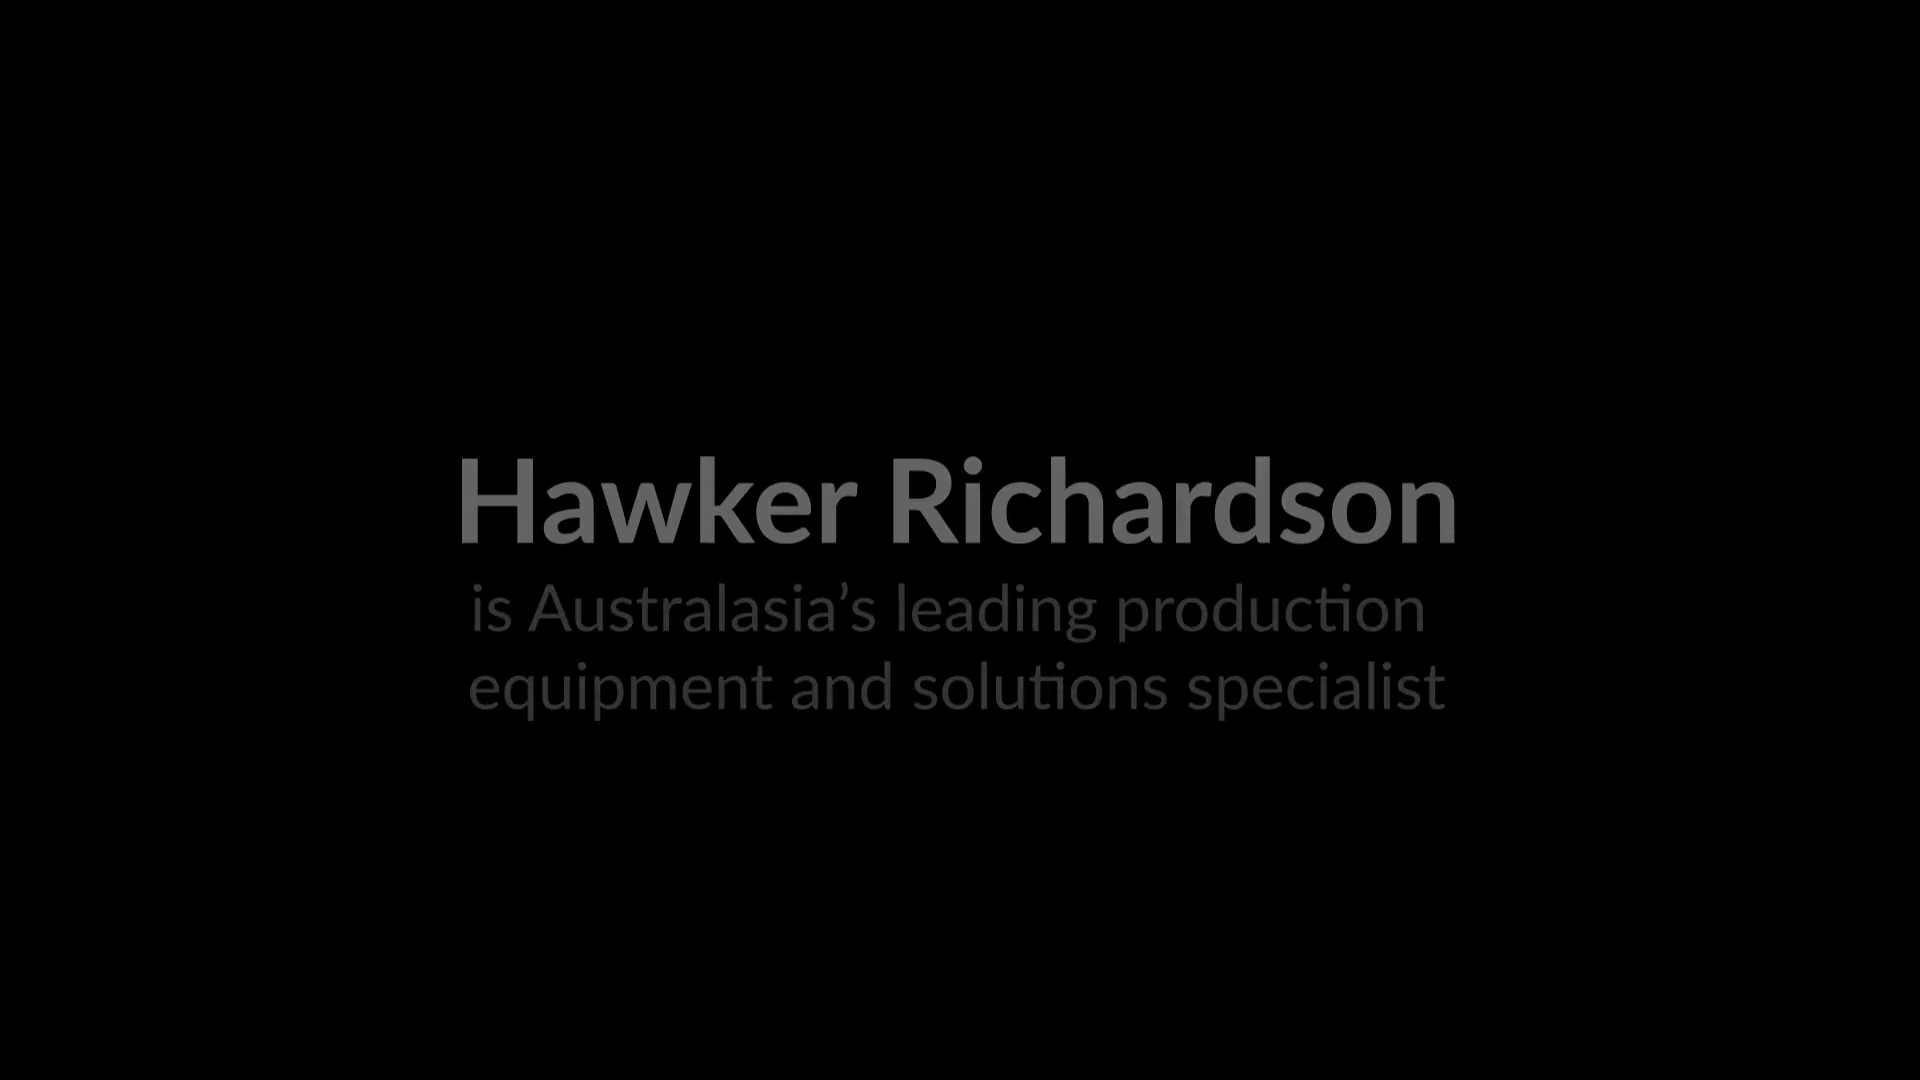 Hawker Richardson
is Australasia’s leading production
equipment and solutions specialist